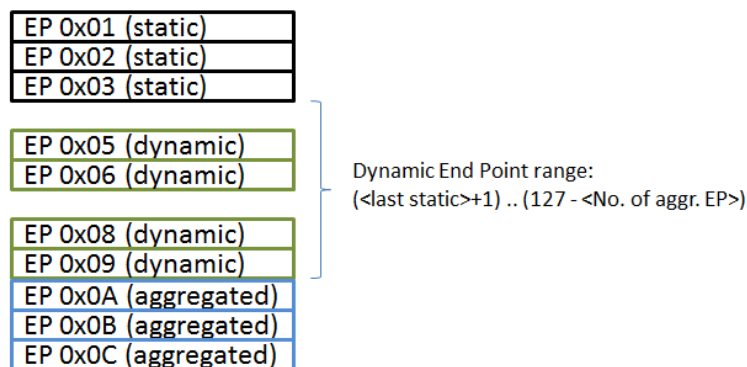 EP 0x01 (static)
EP 0x02 (static)
EP 0x03 (static)
EP 0x05 (dynamic)
EP 0x06 (dynamic)
Dynamic End Point range:
(<last static>+1) .. (127 - <No. of aggr. EP>)
EP 0x08 (dynamic)
EP 0x09 (dynamic)
EP 0x0A (aggregated)
EP 0x0B (aggregated)
EP 0x0C (aggregated)